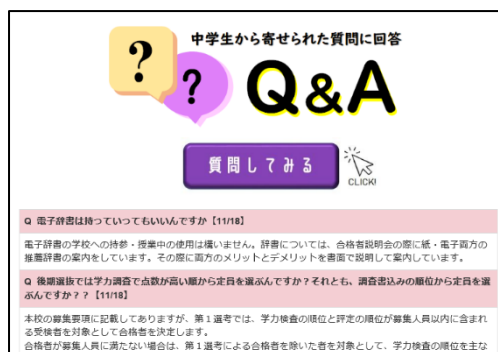 中学生から寄せられた質問に回答
? ?
Q&A
質問してみる
CLICK!
Q 電子辞書は持っていってもいいんですか【11/18】
電子辞書の学校への持参・授業中の使用は構いません。辞書については、合格者説明会の際に紙・電子両方の
推薦辞書の案内をしています。その際に両方のメリットとデメリットを書面で説明して案内しています。
Q 後期選抜では学力調査で点数が高い順から定員を選ぶんですか？それとも、調査書込みの順位から定員を選
ぶんですか？？【11/18】
本校の募集要項に記載してありますが、第１選考では、学力検査の順位と評定の順位が募集人員以内に含まれ
る受検者を対象として合格者を決定します。
合格者が募集人員に満たない場合は、第１選考による合格者を除いた者を対象として、学力検査の順位を主な